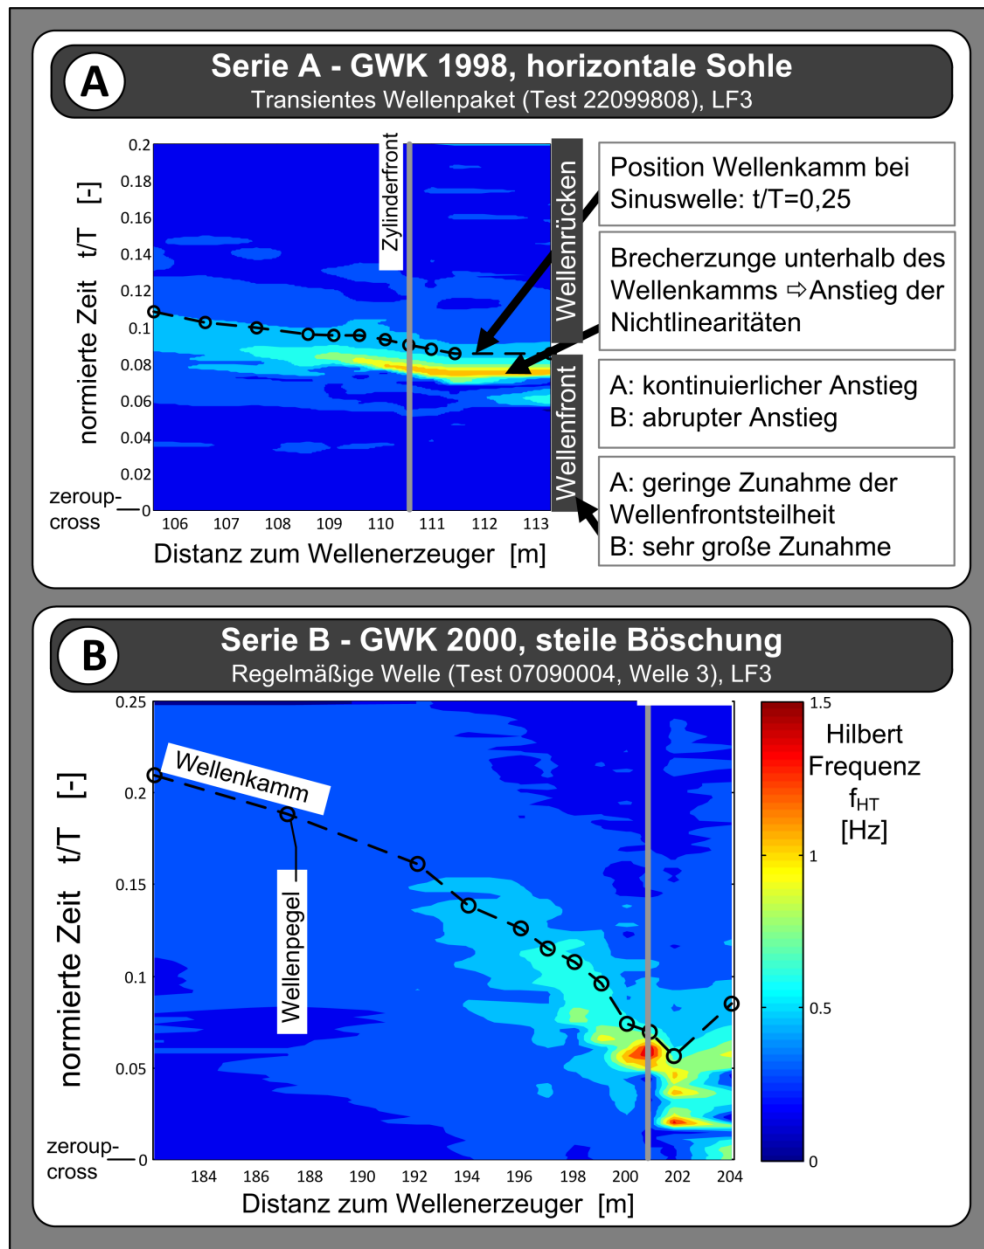 A
Serie A - GWK 1998, horizontale Sohle
Transientes Wellenpaket (Test 22099808), LF3
normierte Zeit t/T [-]
0.2
0.18
0.16
0.14
0.12
0.1
0.08
0.06
0.04
0.02
0
zeroup-
cross
Zylinderfront
Wellenrücken
Wellenfront
106 107 108 109 110 111 112 113
Distanz zum Wellenerzeuger [m]
Position Wellenkamm bei
Sinuswelle: t/T=0,25
Brecherzunge unterhalb des
Wellenkamms ⇨Anstieg der
Nichtlinearitäten
A: kontinuierlicher Anstieg
B: abrupter Anstieg
A: geringe Zunahme der
Wellenfrontsteilheit
B: sehr große Zunahme
B
Serie B - GWK 2000, steile Böschung
Regelmäßige Welle (Test 07090004, Welle 3), LF3
normierte Zeit t/T [-]
0.25
0.2
0.15
0.1
0.05
0
zeroup-
cross
Wellenkamm
Wellenpegel
184 186 188 190 192 194 196 198 200 202 204
Distanz zum Wellenerzeuger [m]
1.5
1
0.5
0
Hilbert
Frequenz
fHT
[Hz]